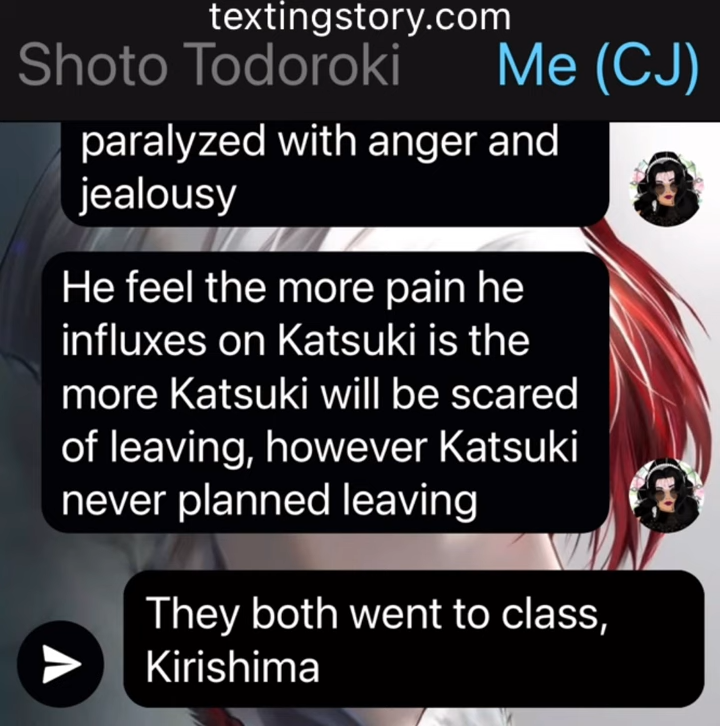 textingstory.com
Shoto Todoroki Me (CJ)
paralyzed with anger and
jealousy
He feel the more pain he
influxes on Katsuki is the
more Katsuki will be scared
of leaving, however Katsuki
never planned leaving
They both went to class,
Kirishima